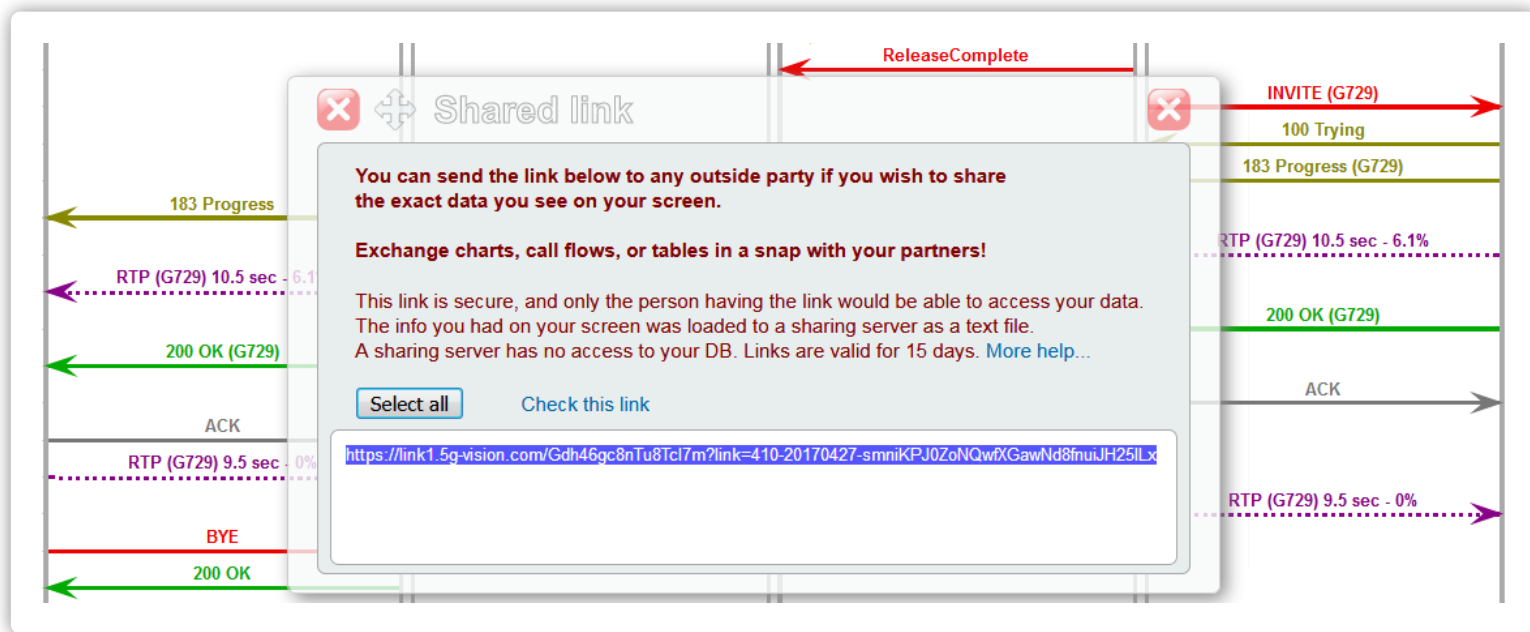 ReleaseComplete
INVITE (G729)
Shared link
100 Trying
183 Progress (G729)
You can send the link below to any outside party if you wish to share
the exact data you see on your screen.
183 Progress
RTP (G729) 10.5 sec - 6.1%
Exchange charts, call flows, or tables in a snap with your partners!
RTP (G729) 10.5 sec - 6.1%
This link is secure, and only the person having the link would be able to access your data.
The info you had on your screen was loaded to a sharing server as a text file.
A sharing server has no access to your DB. Links are valid for 15 days. More help...
200 OK (G729)
200 OK (G729)
Select all
Check this link
ACK
ACK
https://link1.5g-vision.com/Gdh46gc8nTu8Tcl7m?link=410-20170427-smniKPJ0ZoNQwfXGawNd8fnuiJH25lLx
RTP (G729) 9.5 sec - 0%
RTP (G729) 9.5 sec - 0%
BYE
200 OK